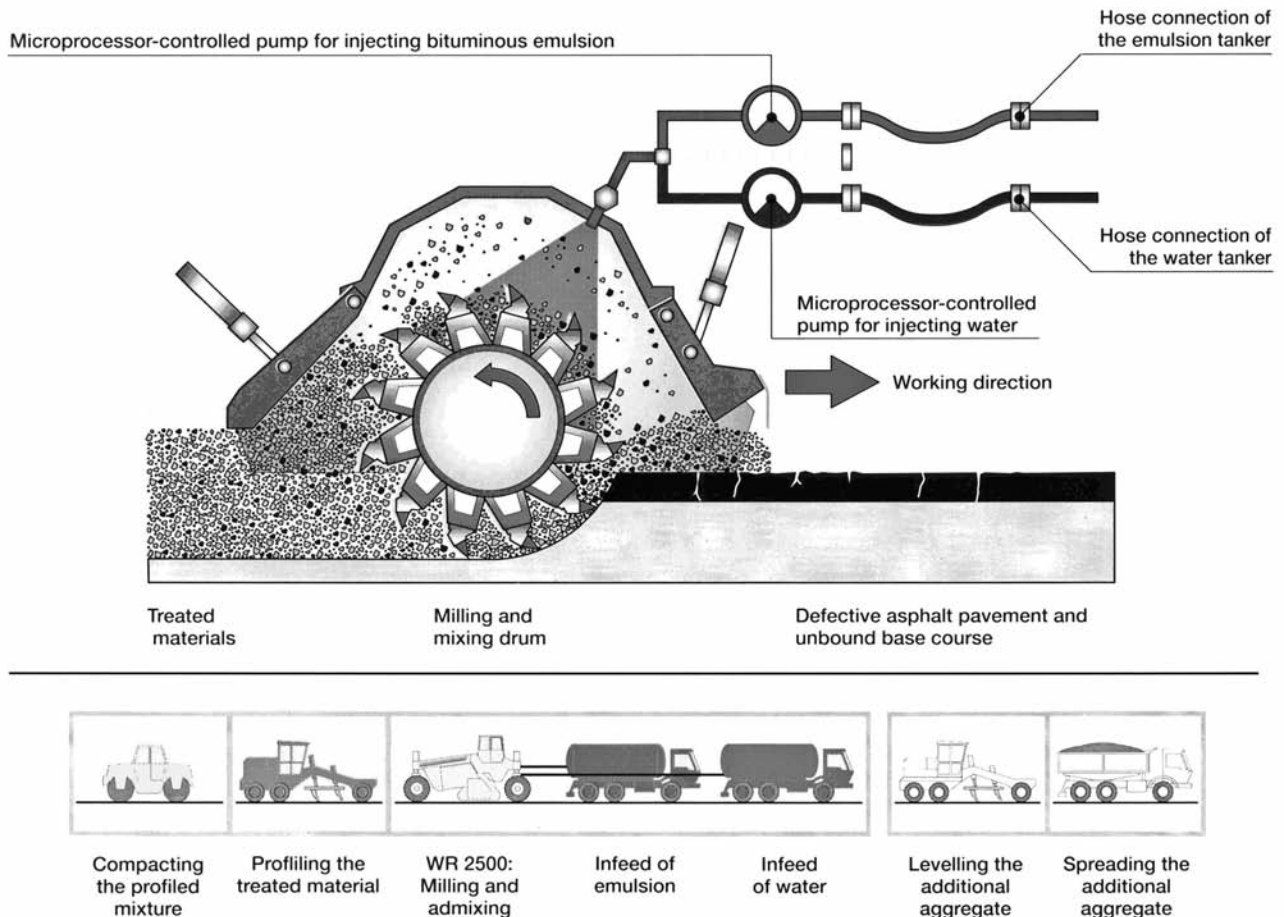 Hose connection of
the emulsion tanker
Microprocessor-controlled pump for injecting bituminous emulsion
Hose connection of
the water tanker
Microprocessor-controlled
pump for injecting water
Working direction
Treated
materials
Milling and
mixing drum
Defective asphalt pavement and
unbound base course
Compacting
the profiled
mixture
Profliling the
treated material
WR 2500:
Milling and
admixing
Infeed of
emulsion
Infeed
of water
Levelling the
additional
aggregate
Spreading the
additional
aggregate